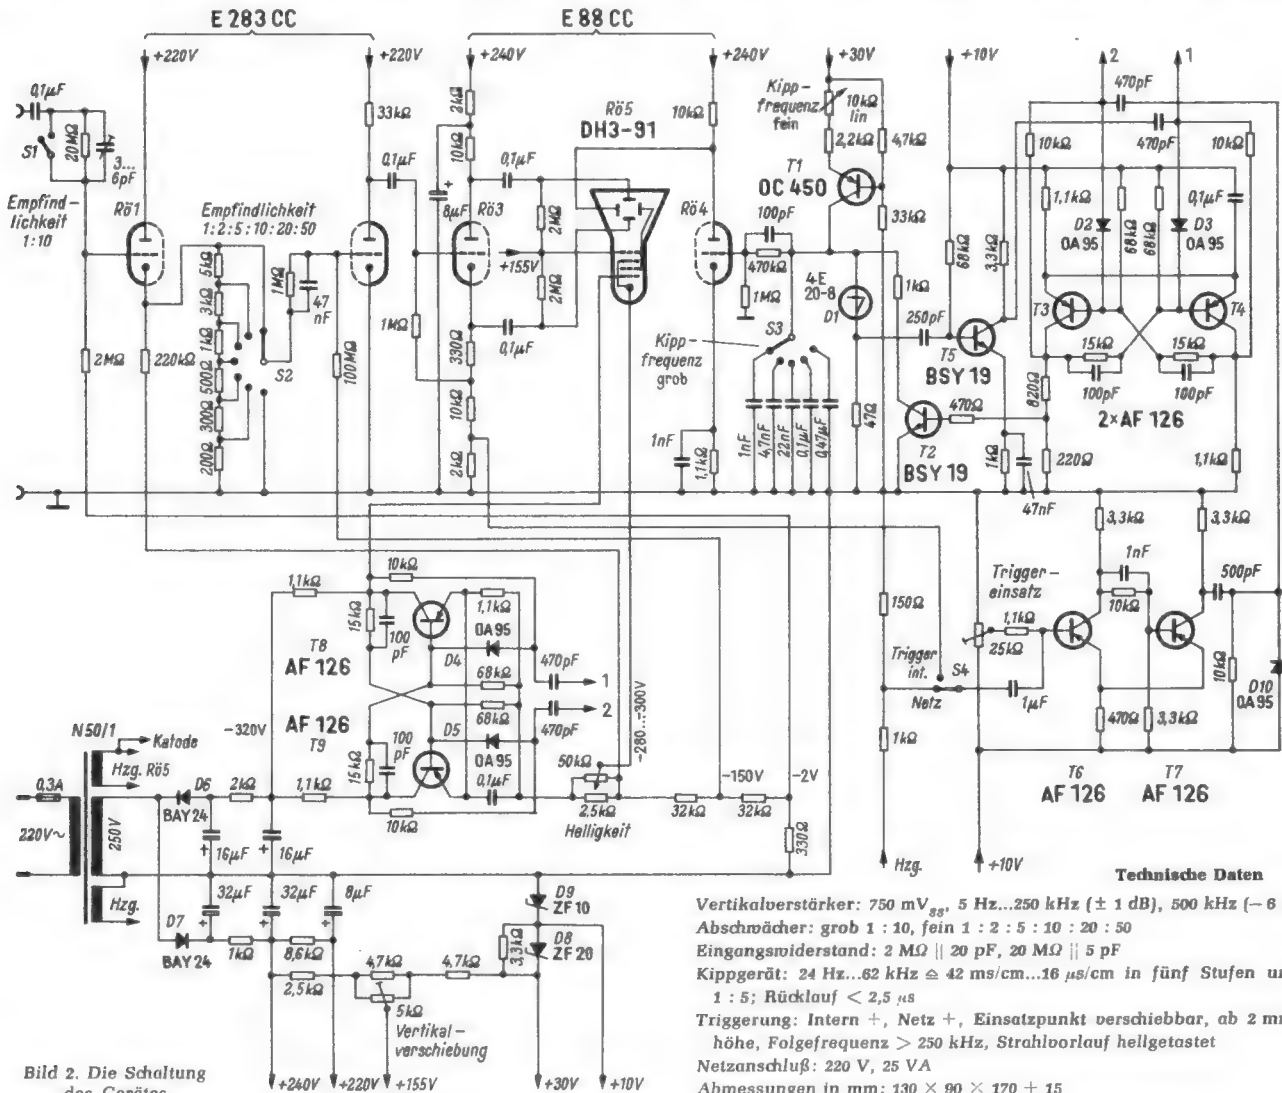 E 283 CC
E 88 CC
+220V
+220V
+240V
+240V
+30V
+10V
2
1
0,1µF
S1
20MΩ
3...
6pF
Empfind-
lichkeit
1:10
Rö1
Empfindlichkeit
1:2:5:10:20:50
5kΩ
3kΩ
1kΩ
500Ω
300Ω
200Ω
S2
1MΩ
47
nF
2MΩ
220kΩ
100MΩ
33kΩ
0,1µF
1MΩ
2kΩ
10kΩ
8µF
Rö3
0,1µF
+155V
2MΩ
2MΩ
0,1µF
330Ω
10kΩ
2kΩ
Rö5
DH3-91
10kΩ
Rö4
100pF
470kΩ
1MΩ
1nF
1,1kΩ
Kipp-
frequenz
fein
10kΩ
lin
2,2kΩ
4,7kΩ
T1
OC 450
33kΩ
4E
20-8
D1
S3
Kipp-
frequenz
grob
1nF
4,7nF
22nF
0,1µF
0,47µF
47Ω
1kΩ
250pF
T5
BSY 19
470Ω
T2
BSY 19
68kΩ
3,3kΩ
1kΩ
47nF
470pF
470pF
10kΩ
10kΩ
1,1kΩ
D2
OA 95
68kΩ
68kΩ
D3
OA 95
0,1µF
T3
T4
15kΩ
15kΩ
100pF
100pF
820Ω
2×AF 126
220Ω
1,1kΩ
3,3kΩ
3,3kΩ
1nF
10kΩ
500pF
Trigger-
einsatz
1,1kΩ
25kΩ
150Ω
Trigger
int.
S4
Netz
1µF
1kΩ
470Ω
3,3kΩ
10kΩ
D10
OA 95
T6
AF 126
T7
AF 126
Hzg.
+10V
1,1kΩ
10kΩ
15kΩ
100
pF
1,1kΩ
OA 95
T8
AF 126
D4
68kΩ
470pF
1
2
AF 126
T9
68kΩ
470pF
D5
OA 95
100
pF
15kΩ
0,1µF
1,1kΩ
10kΩ
-280...-300V
50kΩ
2,5kΩ
Helligkeit
-150V
-2V
32kΩ
32kΩ
330Ω
N 50/1
Katode
Hzg. Rö5
-320V
0,3A
220V~
250V
D6
BAY 24
2kΩ
16µF
16µF
Hzg.
32µF
32µF
8µF
D7
BAY 24
1kΩ
8,6kΩ
2,5kΩ
4,7kΩ
4,7kΩ
5kΩ
Vertikal-
verschiebung
3,3kΩ
D9
ZF 10
D8
ZF 20
+240V
+220V
+155V
+30V
+10V
Bild 2. Die Schaltung
des Gerätes
Technische Daten
Vertikalverstärker: 750 mVss, 5 Hz...250 kHz (± 1 dB), 500 kHz (− 6
Abschwächer: grob 1 : 10, fein 1 : 2 : 5 : 10 : 20 : 50
Eingangswiderstand: 2 MΩ || 20 pF, 20 MΩ || 5 pF
Kippgerät: 24 Hz...62 kHz ≙ 42 ms/cm...16 µs/cm in fünf Stufen
1 : 5; Rücklauf < 2,5 µs
Triggerung: Intern +, Netz +, Einsatzpunkt verschiebbar, ab 2
höhe, Folgefrequenz > 250 kHz, Strahlvorlauf hellgetastet
Netzanschluß: 220 V, 25 VA
Abmessungen in mm: 130 × 90 × 170 + 15